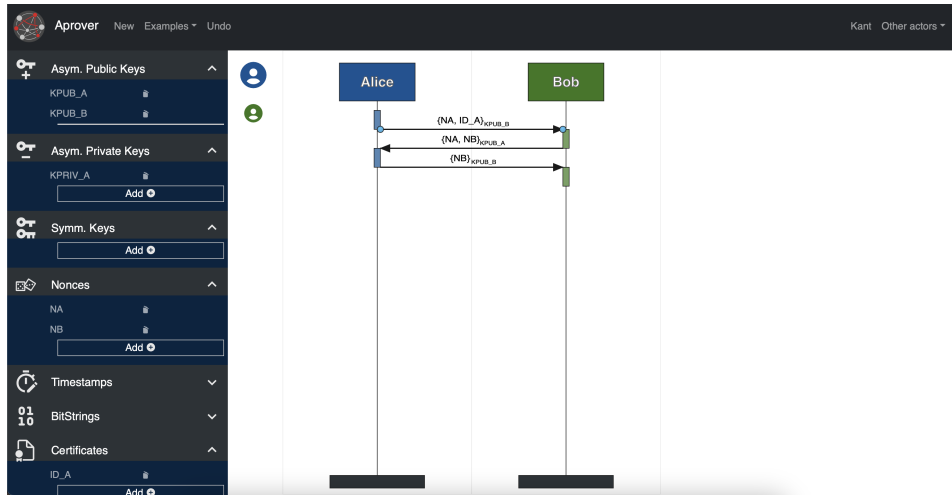 Aprover New Examples Undo Kant Other actors
Asym. Public Keys
KPUB_A
KPUB_B
Asym. Private Keys
KPRIV_A
Add
Symm. Keys
Add
Nonces
NA
NB
Add
Timestamps
01
10
BitStrings
Certificates
ID_A
Add
Alice
Bob
{NA, ID_A}KPUB_B
{NA, NB}KPUB_A
{NB}KPUB_B